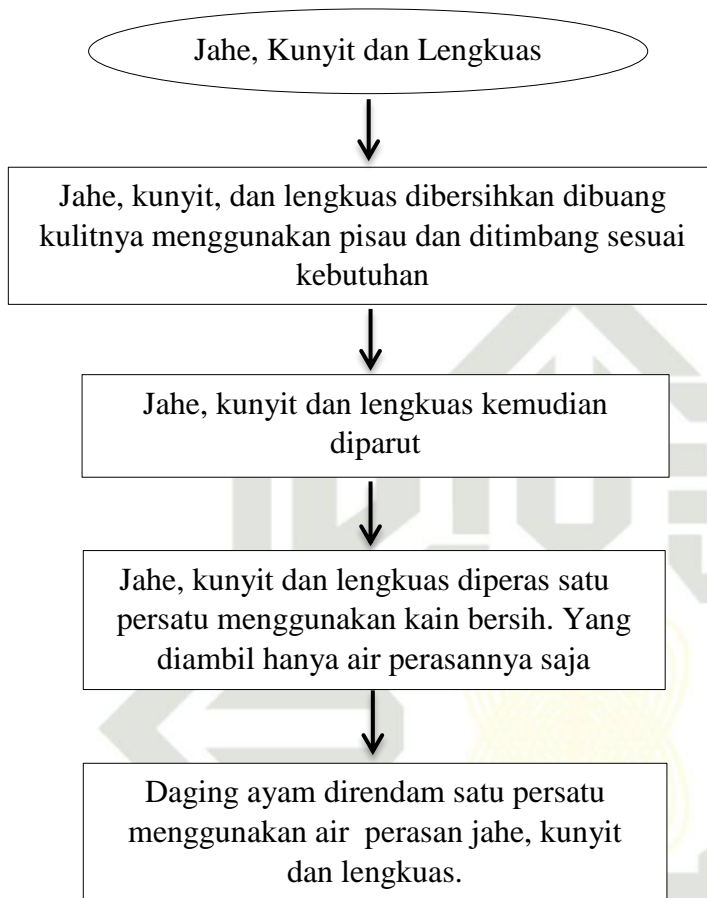 Jahe, Kunyit dan Lengkuas
Jahe, kunyit, dan lengkuas dibersihkan dibuang
kulitnya menggunakan pisau dan ditimbang sesuai
kebutuhan
Jahe, kunyit dan lengkuas kemudian
diparut
Jahe, kunyit dan lengkuas diperas satu
persatu menggunakan kain bersih. Yang
diambil hanya air perasannya saja
Daging ayam direndam satu persatu
menggunakan air perasan jahe, kunyit
dan lengkuas.